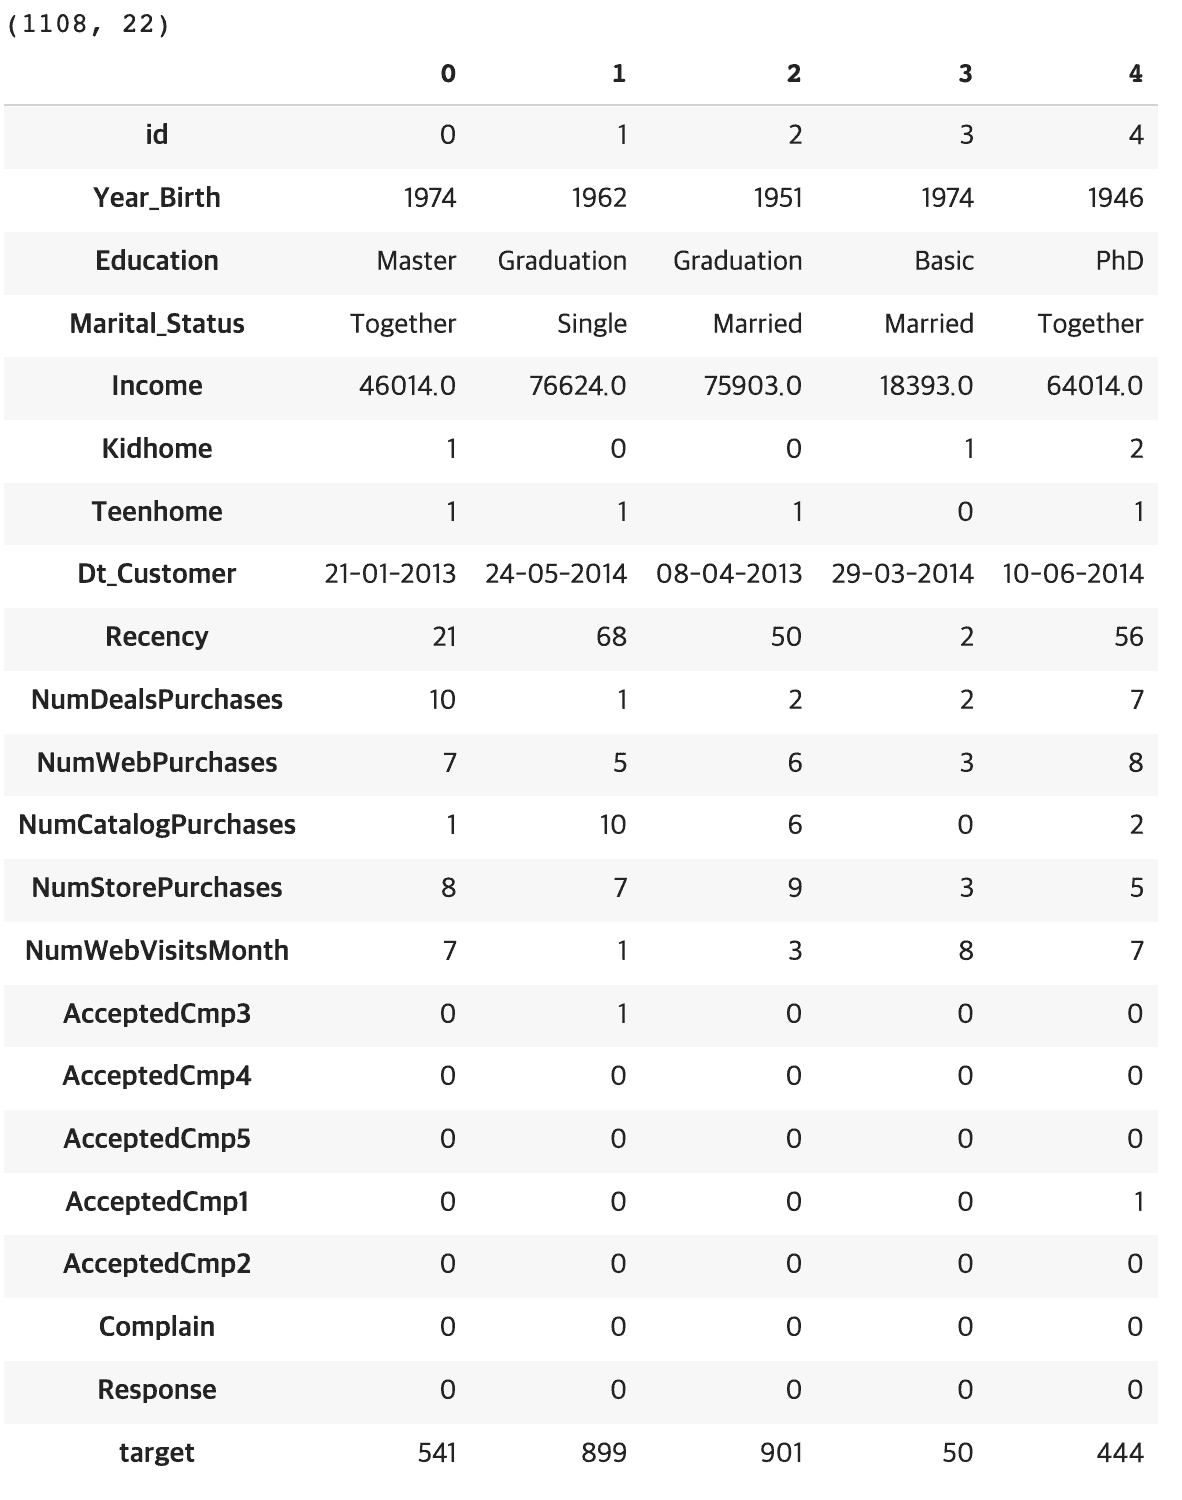 (1108, 22)
0 1 2 3 4
id 0 1 2 3 4
Year_Birth 1974 1962 1951 1974 1946
Education Master Graduation Graduation Basic PhD
Marital_Status Together Single Married Married Together
Income 46014.0 76624.0 75903.0 18393.0 64014.0
Kidhome 1 0 0 1 2
Teenhome 1 1 1 0 1
Dt_Customer 21-01-2013 24-05-2014 08-04-2013 29-03-2014 10-06-2014
Recency 21 68 50 2 56
NumDealsPurchases 10 1 2 2 7
NumWebPurchases 7 5 6 3 8
NumCatalogPurchases 1 10 6 0 2
NumStorePurchases 8 7 9 3 5
NumWebVisitsMonth 7 1 3 8 7
AcceptedCmp3 0 1 0 0 0
AcceptedCmp4 0 0 0 0 0
AcceptedCmp5 0 0 0 0 0
AcceptedCmp1 0 0 0 0 1
AcceptedCmp2 0 0 0 0 0
Complain 0 0 0 0 0
Response 0 0 0 0 0
target 541 899 901 50 444